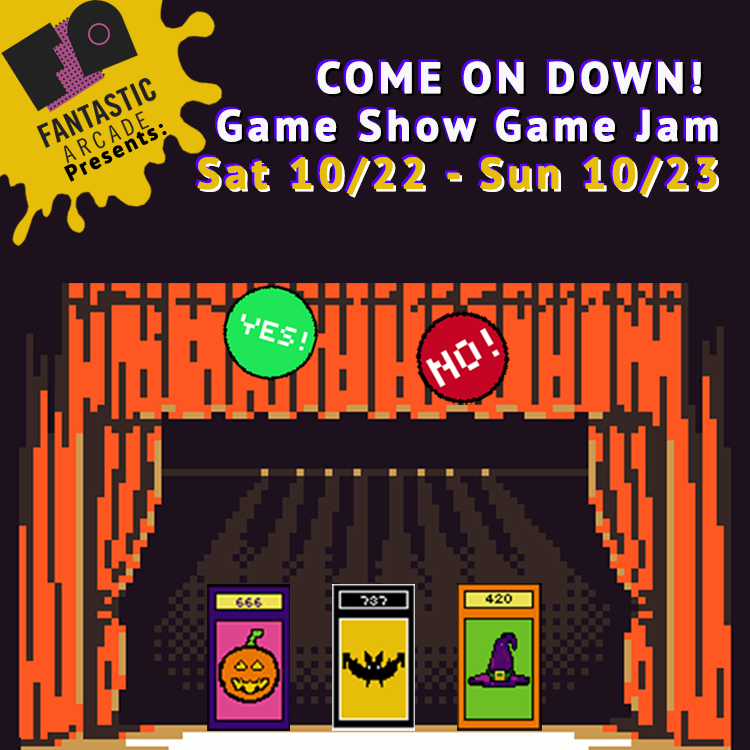 FANTASTIC
ARCADE
Presents:
COME ON DOWN!
Game Show Game Jam
Sat 10/22 - Sun 10/23
YES!
NO!
666
737
420